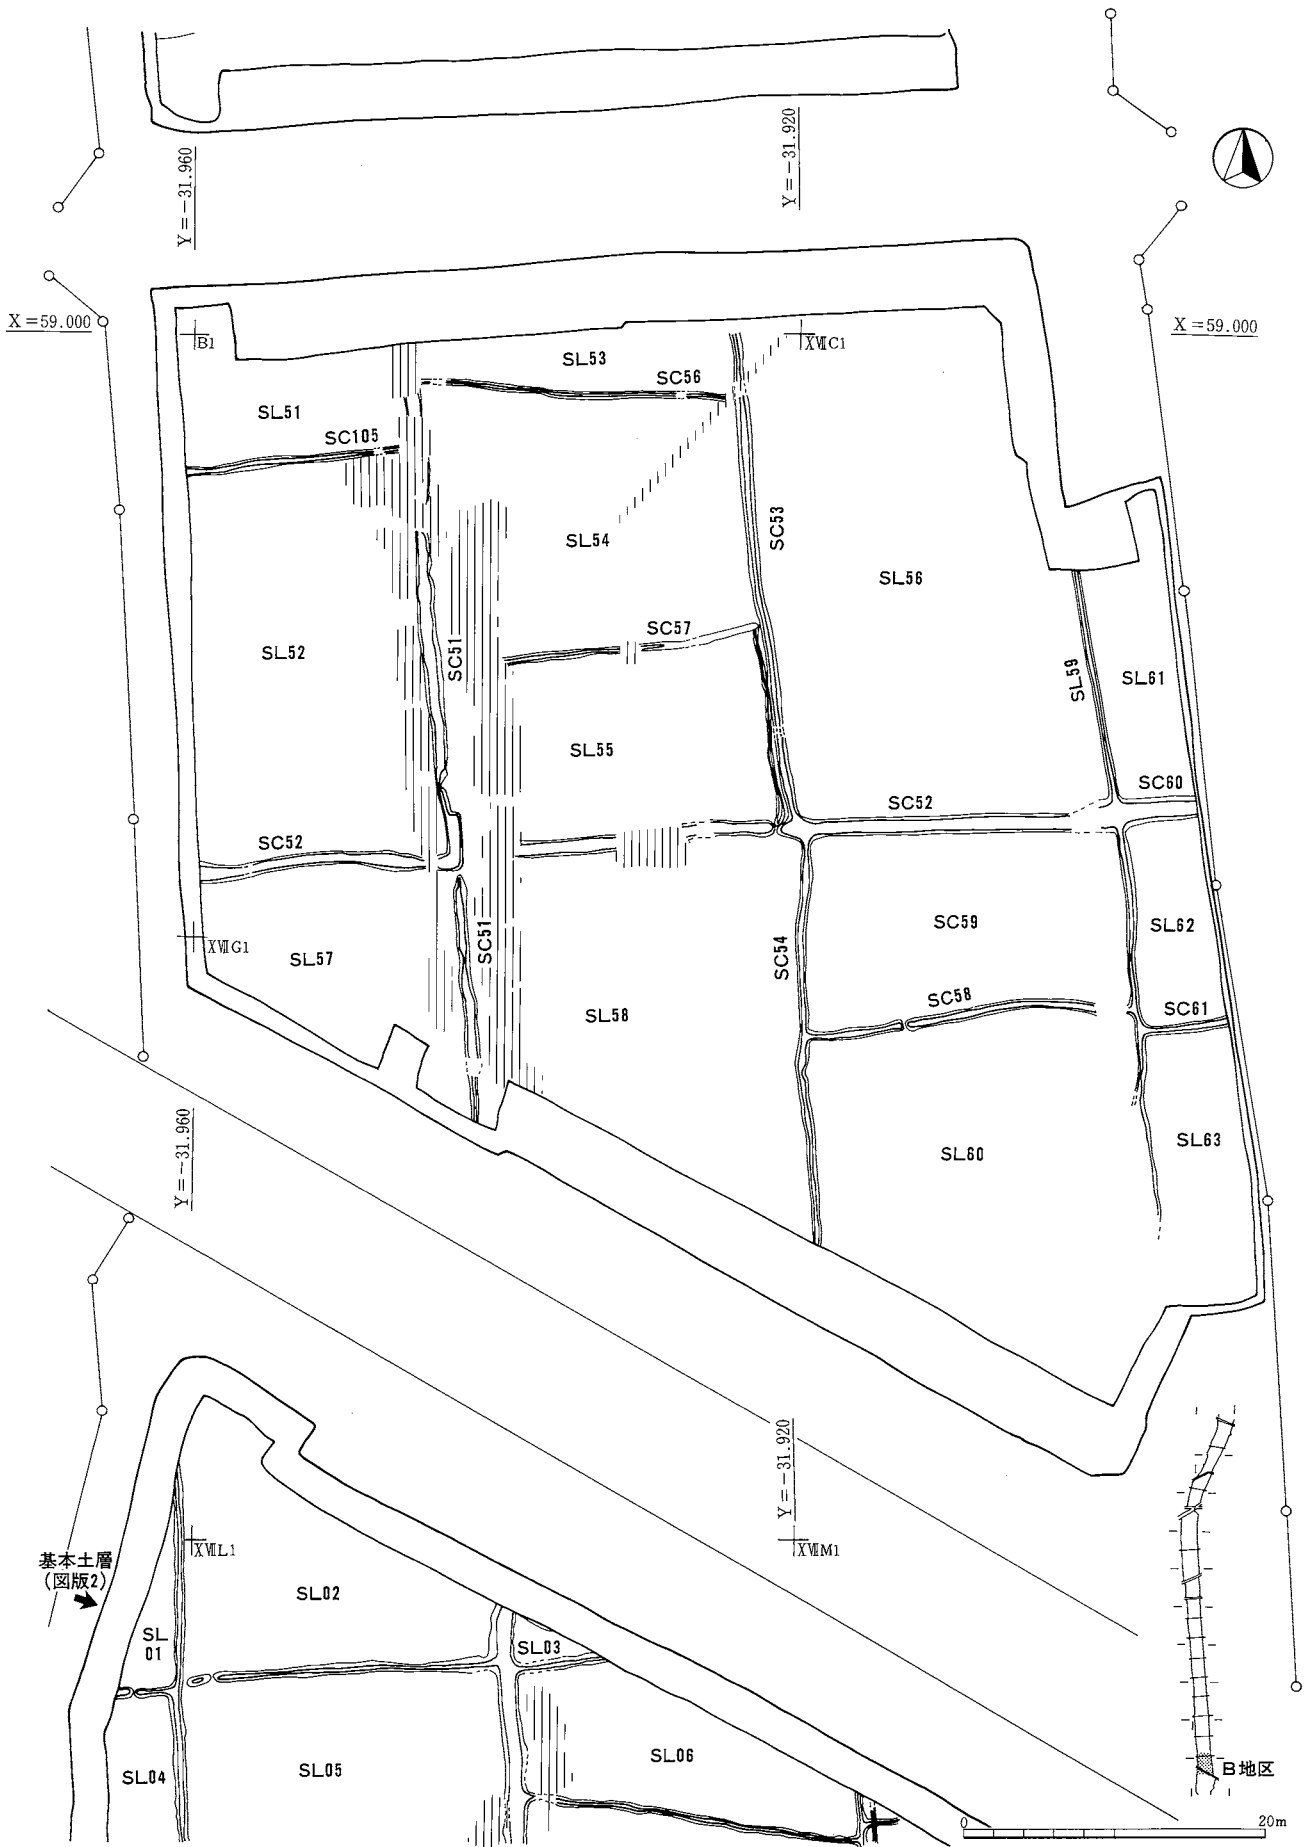 Y=-31.960
Y=-31.920
X=59.000
X=59.000
B1
XⅧC1
SL53
SC56
SL51
SC105
SL54
SC53
SL56
SC57
SL52
SC51
SL59
SL61
SL55
SC60
SC52
SC52
SC59
SL62
XⅧG1
SL57
SC51
SC54
SC58
SC61
SL58
SL60
SL63
Y=-31.960
Y=-31.920
XⅧL1
XⅧM1
基本土層
(図版2)
SL02
SL
01
SL03
SL04
SL05
SL06
B地区
0
20m